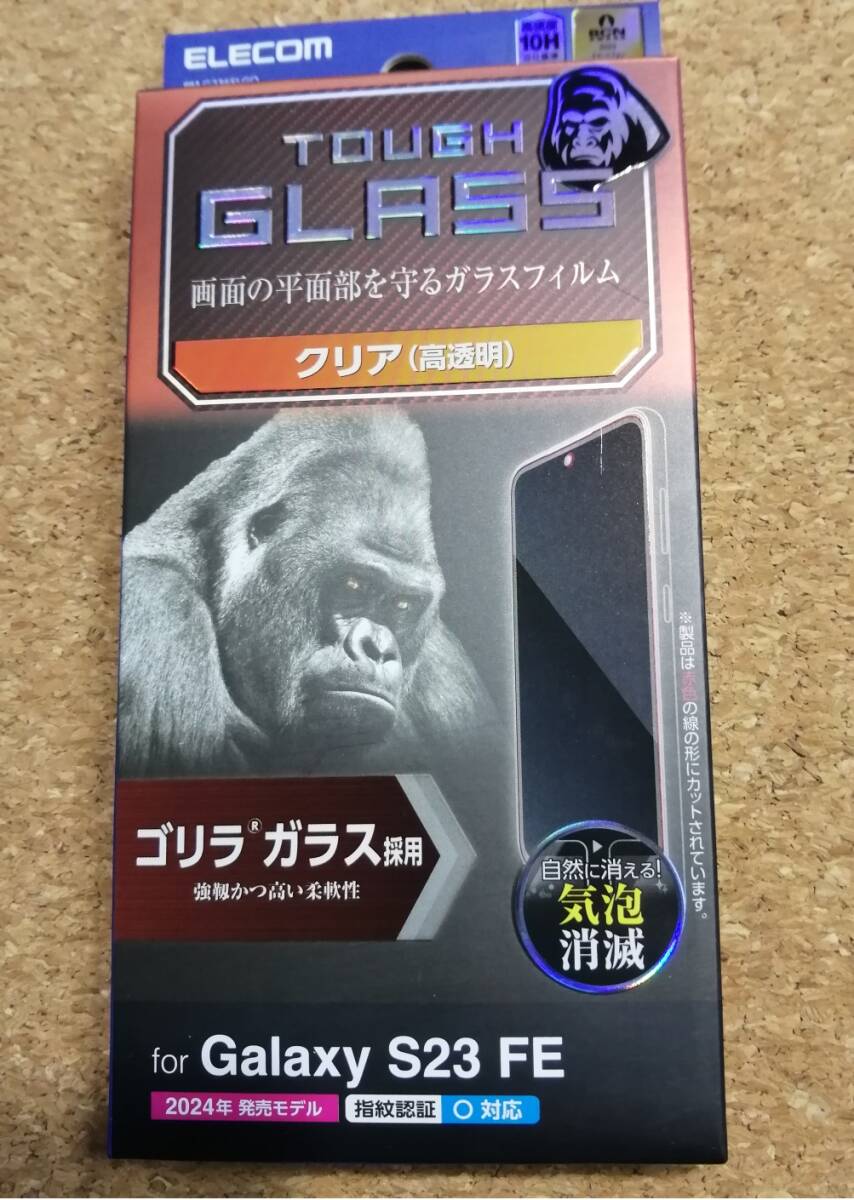 ELECOM
10H
TOUGH
GLASS
画面の平面部を守るガラスフィルム
クリア(高透明)
※製品は赤色の線の形にカットされています。
ゴリラ®ガラス採用
強靱かつ高い柔軟性
自然に消える!
気泡
消滅
for Galaxy S23 FE
2024年 発売モデル
指紋認証 ○ 対応